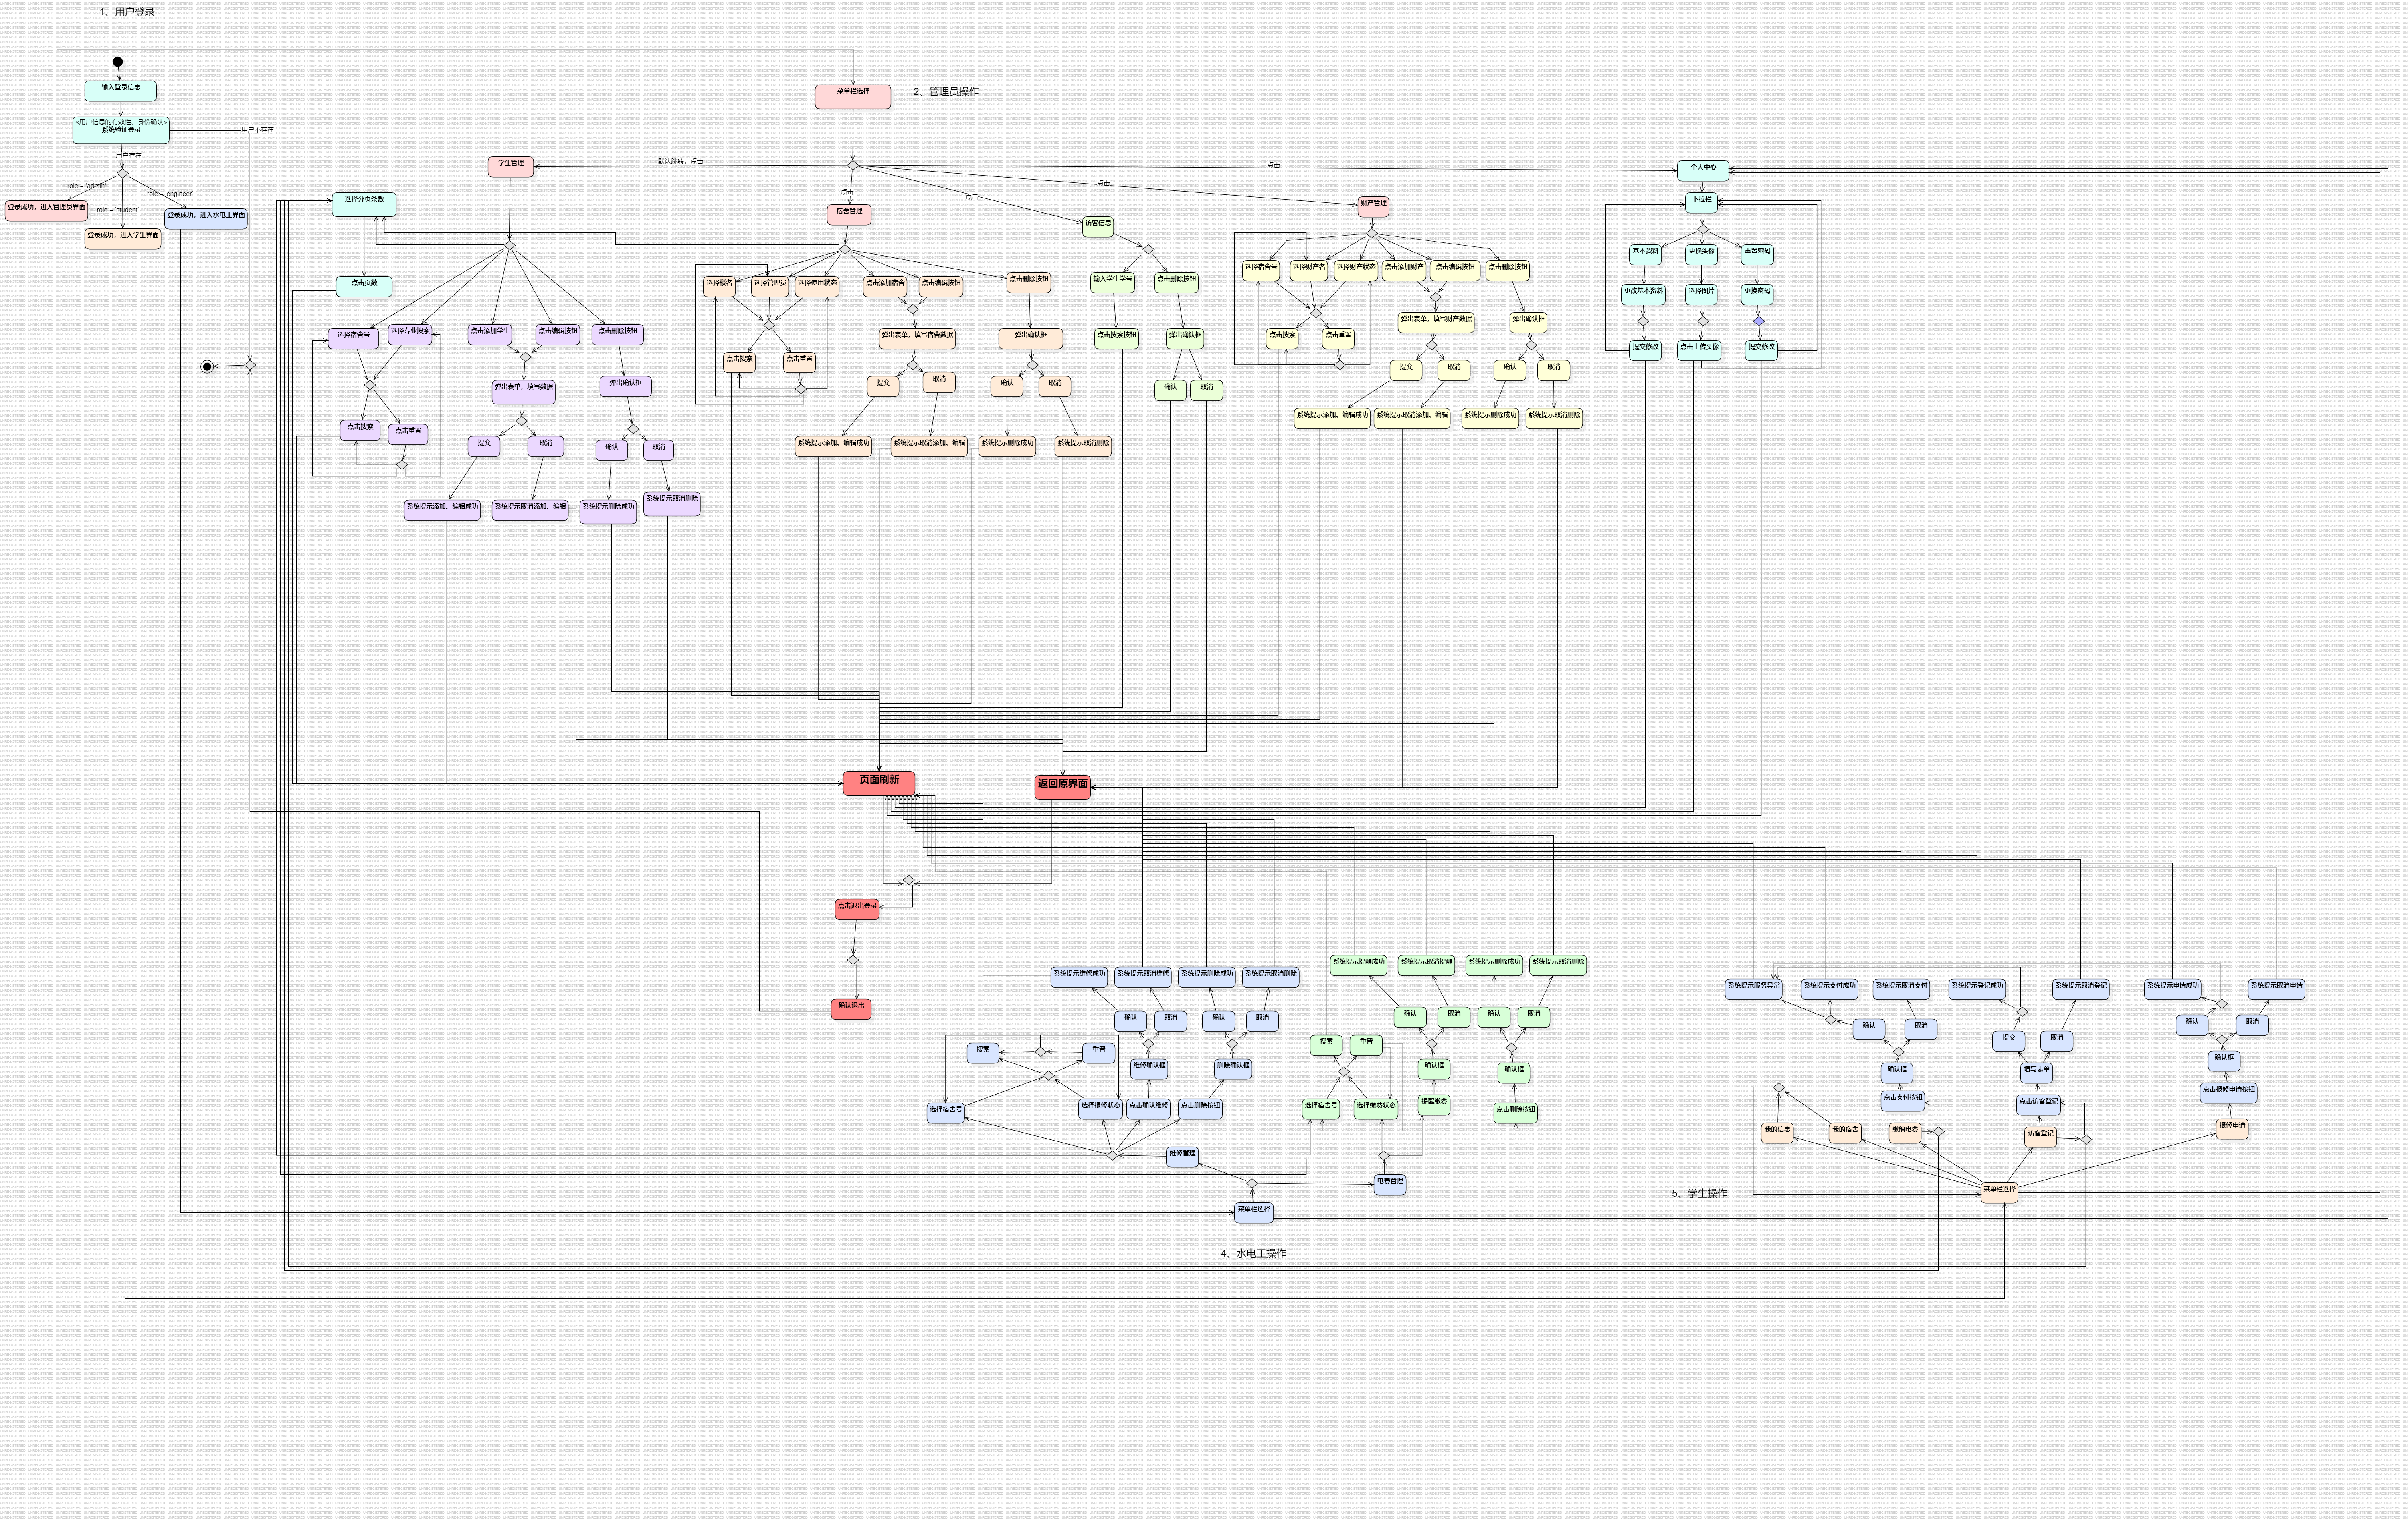 1、用户登录
输入登录信息
«用户信息的有效性、身份确认»
系统验证登录
用户不存在
用户存在
role = 'admin'
role = 'engineer'
role = 'student'
登录成功，进入管理员界面
登录成功，进入水电工界面
登录成功，进入学生界面
菜单栏选择
2、管理员操作
默认跳转、点击
点击
点击
点击
点击
学生管理
宿舍管理
访客信息
财产管理
个人中心
选择分页条数
点击页数
下拉栏
基本资料
更换头像
重置密码
更改基本资料
选择图片
更换密码
提交修改
点击上传头像
提交修改
选择宿舍号
选择专业搜索
点击添加学生
点击编辑按钮
点击删除按钮
弹出表单，填写数据
弹出确认框
点击搜索
点击重置
提交
取消
确认
取消
系统提示添加、编辑成功
系统提示取消添加、编辑
系统提示删除成功
系统提示取消删除
选择楼名
选择管理员
选择使用状态
点击添加宿舍
点击编辑按钮
点击删除按钮
弹出表单，填写宿舍数据
弹出确认框
点击搜索
点击重置
提交
取消
确认
取消
系统提示添加、编辑成功
系统提示取消添加、编辑
系统提示删除成功
系统提示取消删除
输入学生学号
点击删除按钮
点击搜索按钮
弹出确认框
确认
取消
选择宿舍号
选择财产名
选择财产状态
点击添加财产
点击编辑按钮
点击删除按钮
弹出表单，填写财产数据
弹出确认框
点击搜索
点击重置
提交
取消
确认
取消
系统提示添加、编辑成功
系统提示取消添加、编辑
系统提示删除成功
系统提示取消删除
页面刷新
返回原界面
点击退出登录
确认退出
系统提示维修成功
系统提示取消维修
系统提示删除成功
系统提示取消删除
确认
取消
确认
取消
搜索
重置
维修确认框
删除确认框
选择宿舍号
选择报修状态
点击确认维修
点击删除按钮
维修管理
菜单栏选择
系统提示提醒成功
系统提示取消提醒
系统提示删除成功
系统提示取消删除
确认
取消
确认
取消
搜索
重置
确认框
确认框
选择宿舍号
选择缴费状态
提醒缴费
点击删除按钮
电费管理
4、水电工操作
系统提示服务异常
系统提示支付成功
系统提示取消支付
系统提示登记成功
系统提示取消登记
系统提示申请成功
系统提示取消申请
确认
取消
提交
取消
确认
取消
确认框
填写表单
确认框
点击支付按钮
点击访客登记
点击报修申请按钮
我的信息
我的宿舍
缴纳电费
访客登记
报修申请
菜单栏选择
5、学生操作